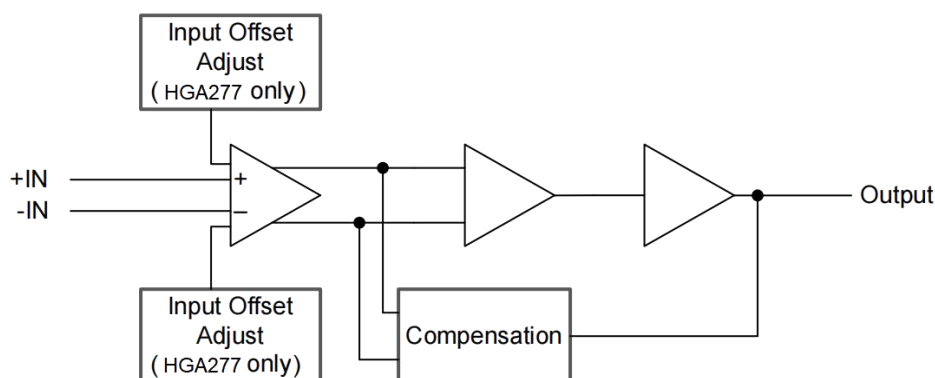 Input Offset
Adjust
( HGA277 only)
+IN
-IN
+
–
Output
Compensation
Input Offset
Adjust
( HGA277 only)